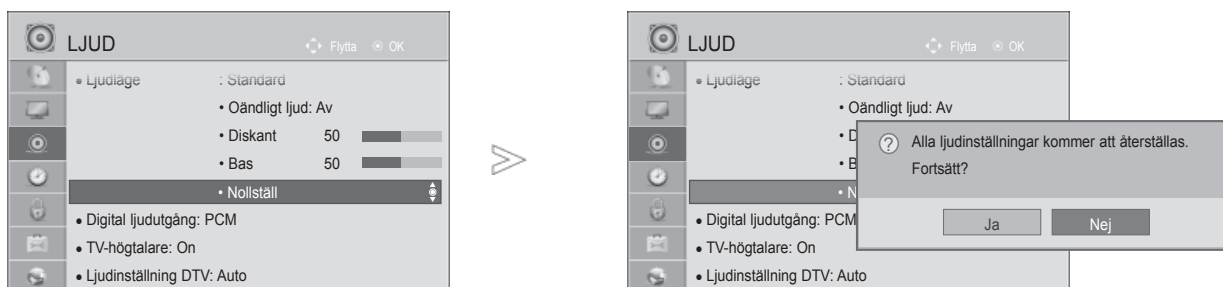 LJUD
Flytta OK
• Ljudläge : Standard
• Oändligt ljud: Av
• Diskant 50
• Bas 50
• Nollställ
• Digital ljudutgång: PCM
• TV-högtalare: On
• Ljudinställning DTV: Auto
LJUD
Flytta OK
• Ljudläge : Standard
• Oändligt ljud: Av
• D
• B
• N
• Digital ljudutgång: PCM
• TV-högtalare: On
• Ljudinställning DTV: Auto
? Alla ljudinställningar kommer att återställas.
Fortsätt?
Ja Nej